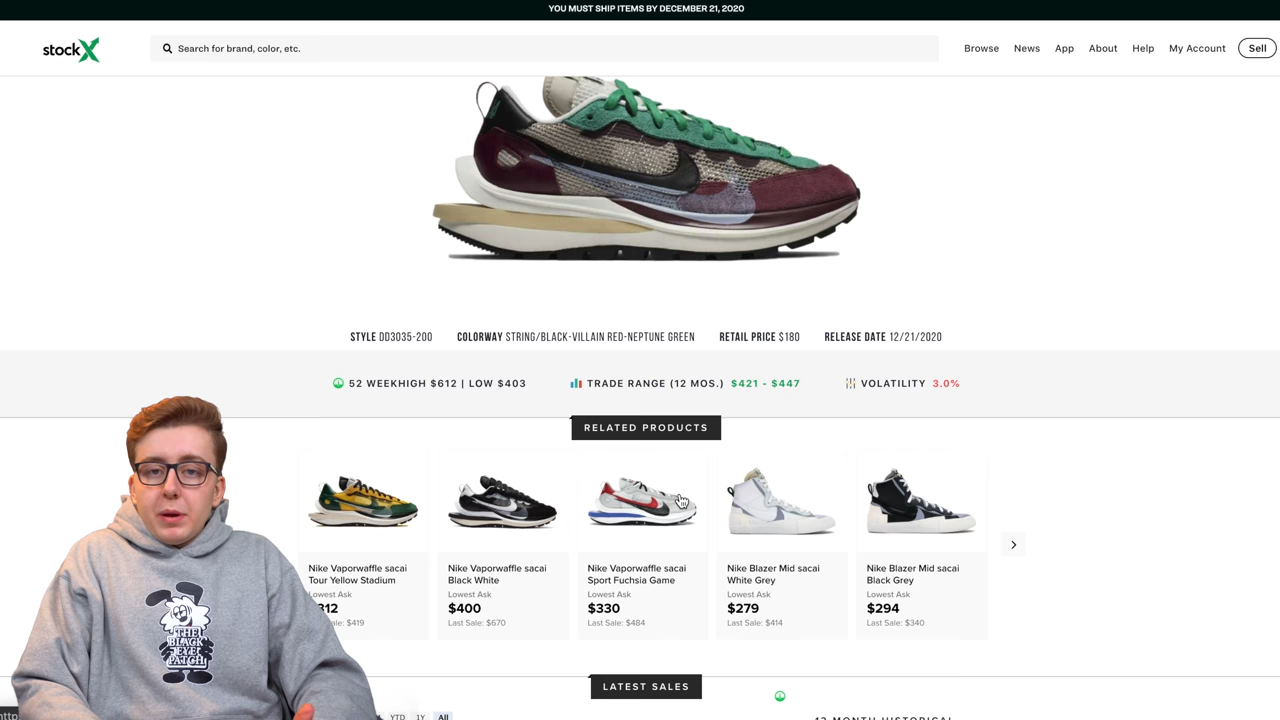 YOU MUST SHIP ITEMS BY DECEMBER 21, 2020
stockX
Search for brand, color, etc.
Browse News App About Help My Account Sell
STYLE DD3035-200 COLORWAY STRING/BLACK-VILLAIN RED-NEPTUNE GREEN RETAIL PRICE $180 RELEASE DATE 12/21/2020
52 WEEKHIGH $612 | LOW $403 TRADE RANGE (12 MOS.) $421 - $447 VOLATILITY 3.0%
RELATED PRODUCTS
Nike Vaporwaffle sacai Tour Yellow Stadium
Lowest Ask
Sale: $419
Nike Vaporwaffle sacai Black White
Lowest Ask
$400
Last Sale: $670
Nike Vaporwaffle sacai Sport Fuchsia Game
Lowest Ask
$330
Last Sale: $484
Nike Blazer Mid sacai White Grey
Lowest Ask
$279
Last Sale: $414
Nike Blazer Mid sacai Black Grey
Lowest Ask
$294
Last Sale: $340
THE
BLACK
EYE
PATCH
LATEST SALES
YTD 1Y All
12 MONTH HISTORICAL